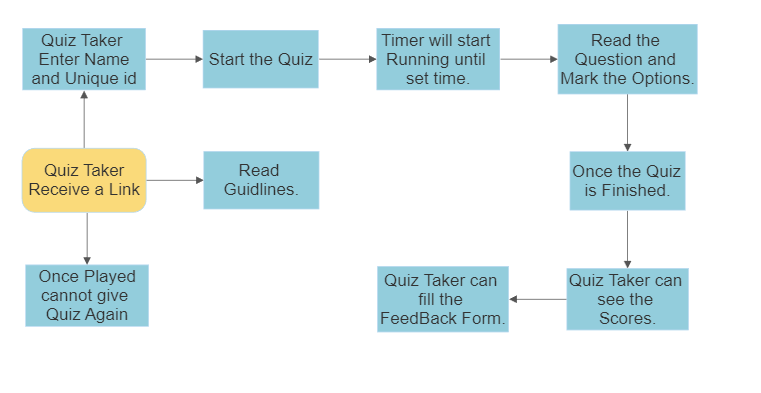 Quiz Taker
Enter Name
and Unique id
Start the Quiz
Timer will start
Running until
set time.
Read the
Question and
Mark the Options.
Quiz Taker
Receive a Link
Read
Guidlines.
Once the Quiz
is Finished.
Once Played
cannot give
Quiz Again
Quiz Taker can
fill the
FeedBack Form.
Quiz Taker can
see the
Scores.